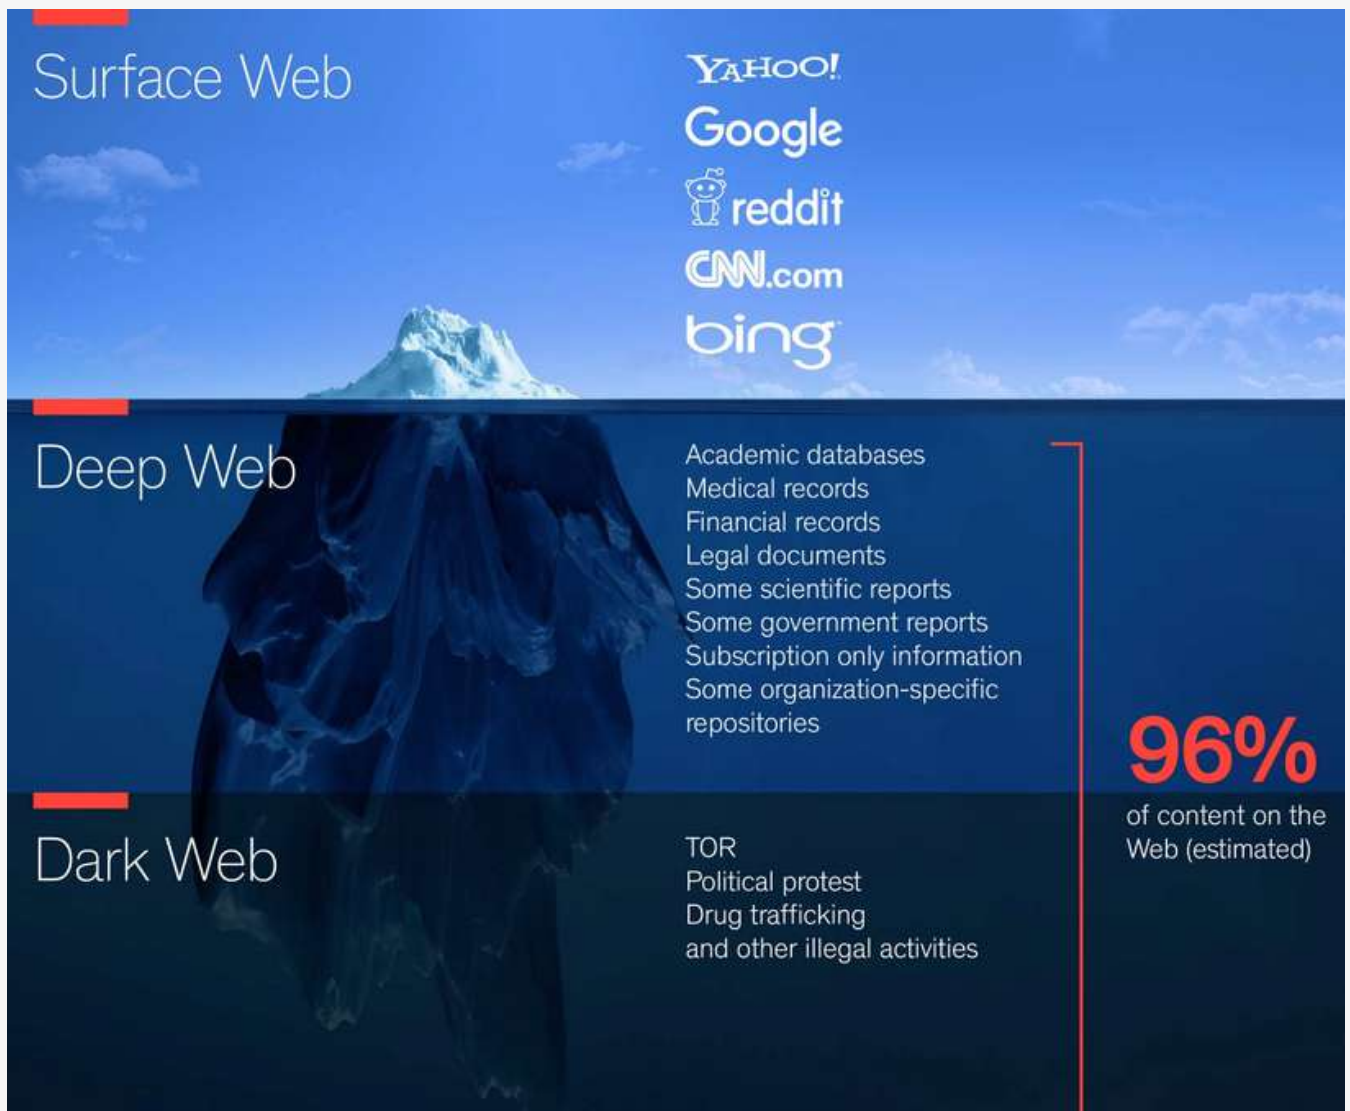 Surface Web
YAHOO!
Google
reddit
CNN.com
bing
Deep Web
Academic databases
Medical records
Financial records
Legal documents
Some scientific reports
Some government reports
Subscription only information
Some organization-specific
repositories
96%
of content on the
Web (estimated)
Dark Web
TOR
Political protest
Drug trafficking
and other illegal activities